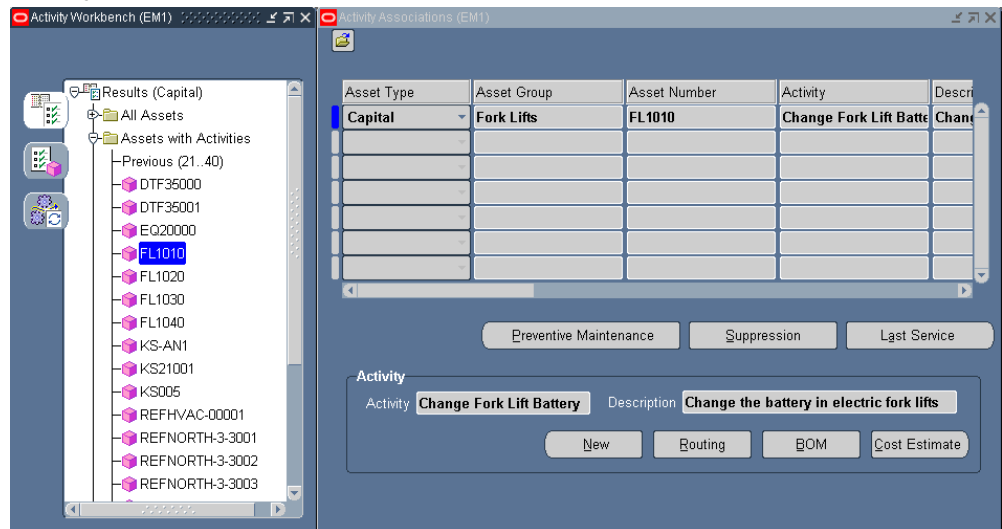 Activity Workbench (EM1)
Results (Capital)
All Assets
Assets with Activities
Previous (21..40)
DTF35000
DTF35001
EQ20000
FL1010
FL1020
FL1030
FL1040
KS-AN1
KS21001
KS005
REFHVAC-00001
REFNORTH-3-3001
REFNORTH-3-3002
REFNORTH-3-3003
Activity Associations (EM1)
Asset Type Asset Group Asset Number Activity Descri
Capital Fork Lifts FL1010 Change Fork Lift Batte Chang
Preventive Maintenance Suppression Last Service
Activity
Activity Change Fork Lift Battery Description Change the battery in electric fork lifts
New Routing BOM Cost Estimate